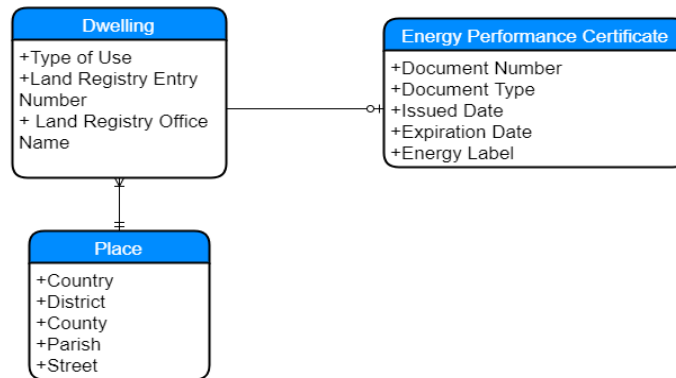 Dwelling
+Type of Use
+Land Registry Entry
Number
+ Land Registry Office
Name
Energy Performance Certificate
+Document Number
+Document Type
+Issued Date
+Expiration Date
+Energy Label
Place
+Country
+District
+County
+Parish
+Street